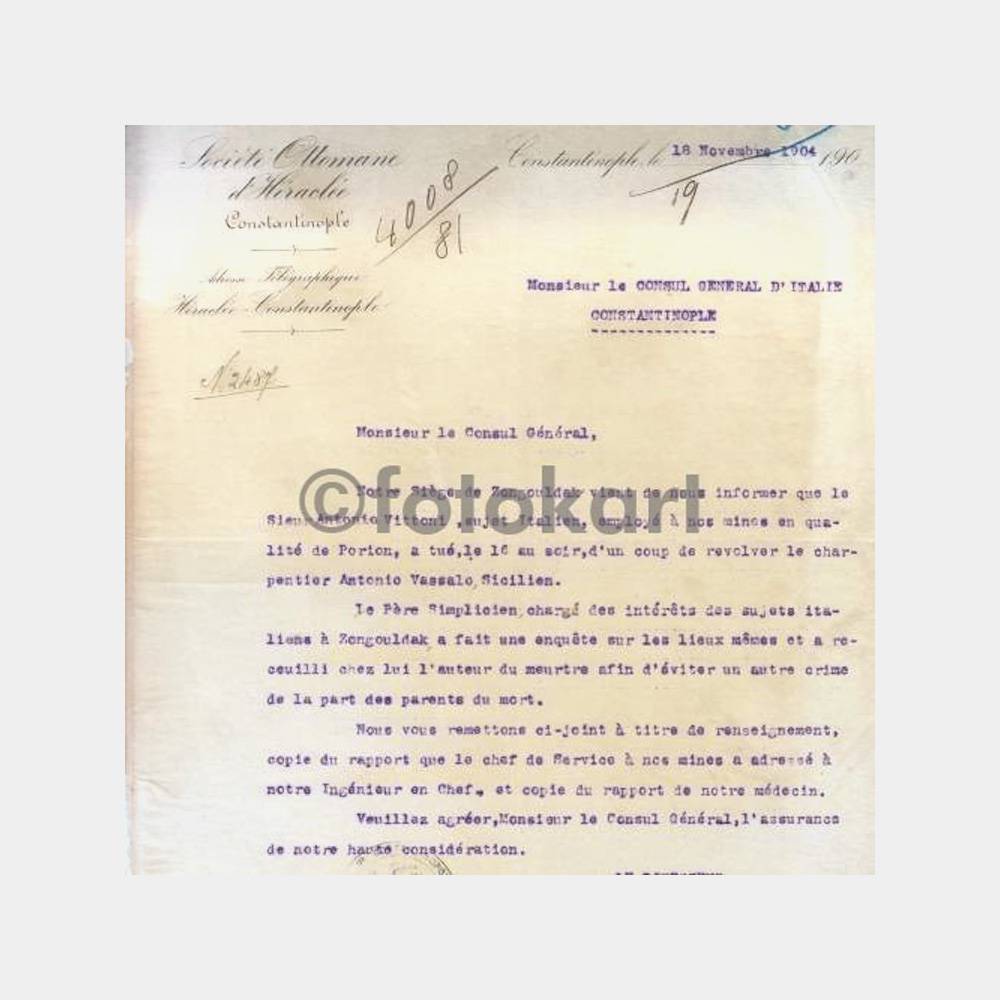 Société Ottomane
d'Héraclée
Constantinople
Adresse Télégraphique
Héraclée-Constantinople
Constantinople, le 18 Novembre 1904 190
19
4008
81
Monsieur le CONSUL GENERAL D'ITALIE
CONSTANTINOPLE
N° 2487
Monsieur le Consul Général,
©fotokart
Notre Siège de Zongouldak vient de nous informer que le
Sieur Antonio Vittoni ,sujet Italien, employé à nos mines en qua-
lité de Porion, a tué,le 16 au soir,d'un coup de revolver le char-
pentier Antonio Vassalo,Sicilien.
Le Père Simplicien,chargé des intérêts des sujets ita-
liens à Zongouldak a fait une enquête sur les lieux mêmes et a re-
ceuilli chez lui l'auteur du meurtre afin d'éviter un autre crime
de la part des parents du mort.
Nous vous remettons ci-joint à titre de renseignement,
copie du rapport que le chef de Service à nos mines a adressé à
notre Ingénieur en Chef, et copie du rapport de notre médecin.
Veuillez agréer,Monsieur le Consul Général,l'assurance
de notre haute considération.